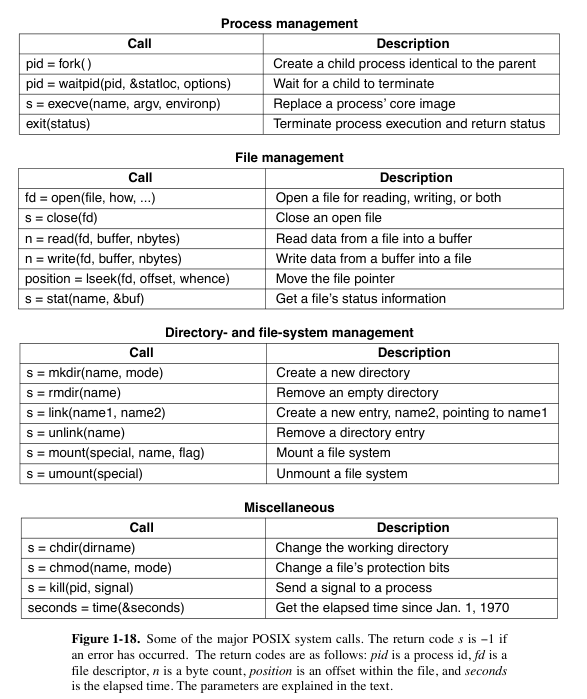 Process management
Call Description
pid = fork( ) Create a child process identical to the parent
pid = waitpid(pid, &statloc, options) Wait for a child to terminate
s = execve(name, argv, environp) Replace a process’ core image
exit(status) Terminate process execution and return status
File management
Call Description
fd = open(file, how, ...) Open a file for reading, writing, or both
s = close(fd) Close an open file
n = read(fd, buffer, nbytes) Read data from a file into a buffer
n = write(fd, buffer, nbytes) Write data from a buffer into a file
position = lseek(fd, offset, whence) Move the file pointer
s = stat(name, &buf) Get a file’s status information
Directory- and file-system management
Call Description
s = mkdir(name, mode) Create a new directory
s = rmdir(name) Remove an empty directory
s = link(name1, name2) Create a new entry, name2, pointing to name1
s = unlink(name) Remove a directory entry
s = mount(special, name, flag) Mount a file system
s = umount(special) Unmount a file system
Miscellaneous
Call Description
s = chdir(dirname) Change the working directory
s = chmod(name, mode) Change a file’s protection bits
s = kill(pid, signal) Send a signal to a process
seconds = time(&seconds) Get the elapsed time since Jan. 1, 1970
Figure 1-18. Some of the major POSIX system calls. The return code s is −1 if
an error has occurred. The return codes are as follows: pid is a process id, fd is a
file descriptor, n is a byte count, position is an offset within the file, and seconds
is the elapsed time. The parameters are explained in the text.